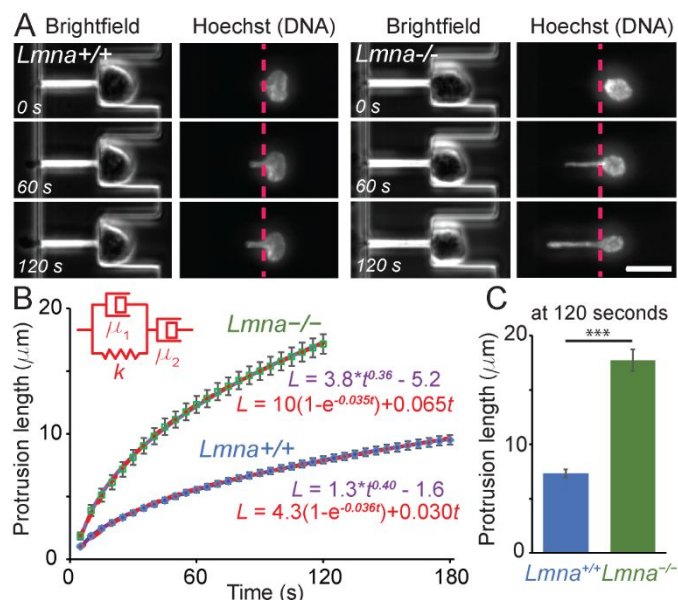 A Brightfield Hoechst (DNA) Brightfield Hoechst (DNA)
Lmna+/+ Lmna-/-
0 s 0 s
60 s 60 s
120 s 120 s
B
20
10
0
0 60 120 180
Protrusion length (μm)
Time (s)
μ₁
μ₂
k
Lmna−/−
L = 3.8*t^0.36 - 5.2
L = 10(1-e^-0.035t)+0.065t
Lmna+/+
L = 1.3*t^0.40 - 1.6
L = 4.3(1-e^-0.036t)+0.030t
C
at 120 seconds
***
20
10
0
Protrusion length (μm)
Lmna+/+ Lmna−/−